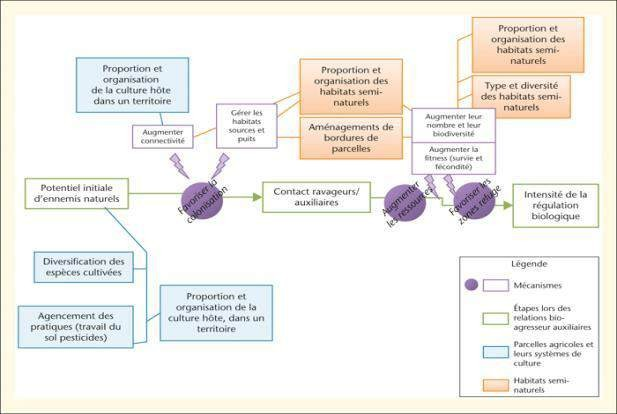 Proportion et
organisation
de la culture hôte
dans un territoire
Augmenter
connectivité
Gérer les
habitats
sources et
puits
Proportion et
organisation des
habitats semi-
naturels
Aménagements de
bordures de
parcelles
Augmenter leur
nombre et leur
biodiversité
Augmenter la
fitness (survie et
fécondité)
Proportion et
organisation des
habitats semi-
naturels
Type et diversité
des habitats semi-
naturels
Potentiel initiale
d'ennemis naturels
Favoriser la
colonisation
Contact ravageurs/
auxiliaires
Augmenter
les ressources
Favoriser les
zones refuge
Intensité de la
régulation
biologique
Diversification des
espèces cultivées
Agencement des
pratiques (travail du
sol pesticides)
Proportion et
organisation de la
culture hôte, dans un
territoire
Légende
Mécanismes
Étapes lors des
relations bio-
agresseur auxiliaires
Parcelles agricoles et
leurs systèmes de
culture
Habitats semi-
naturels